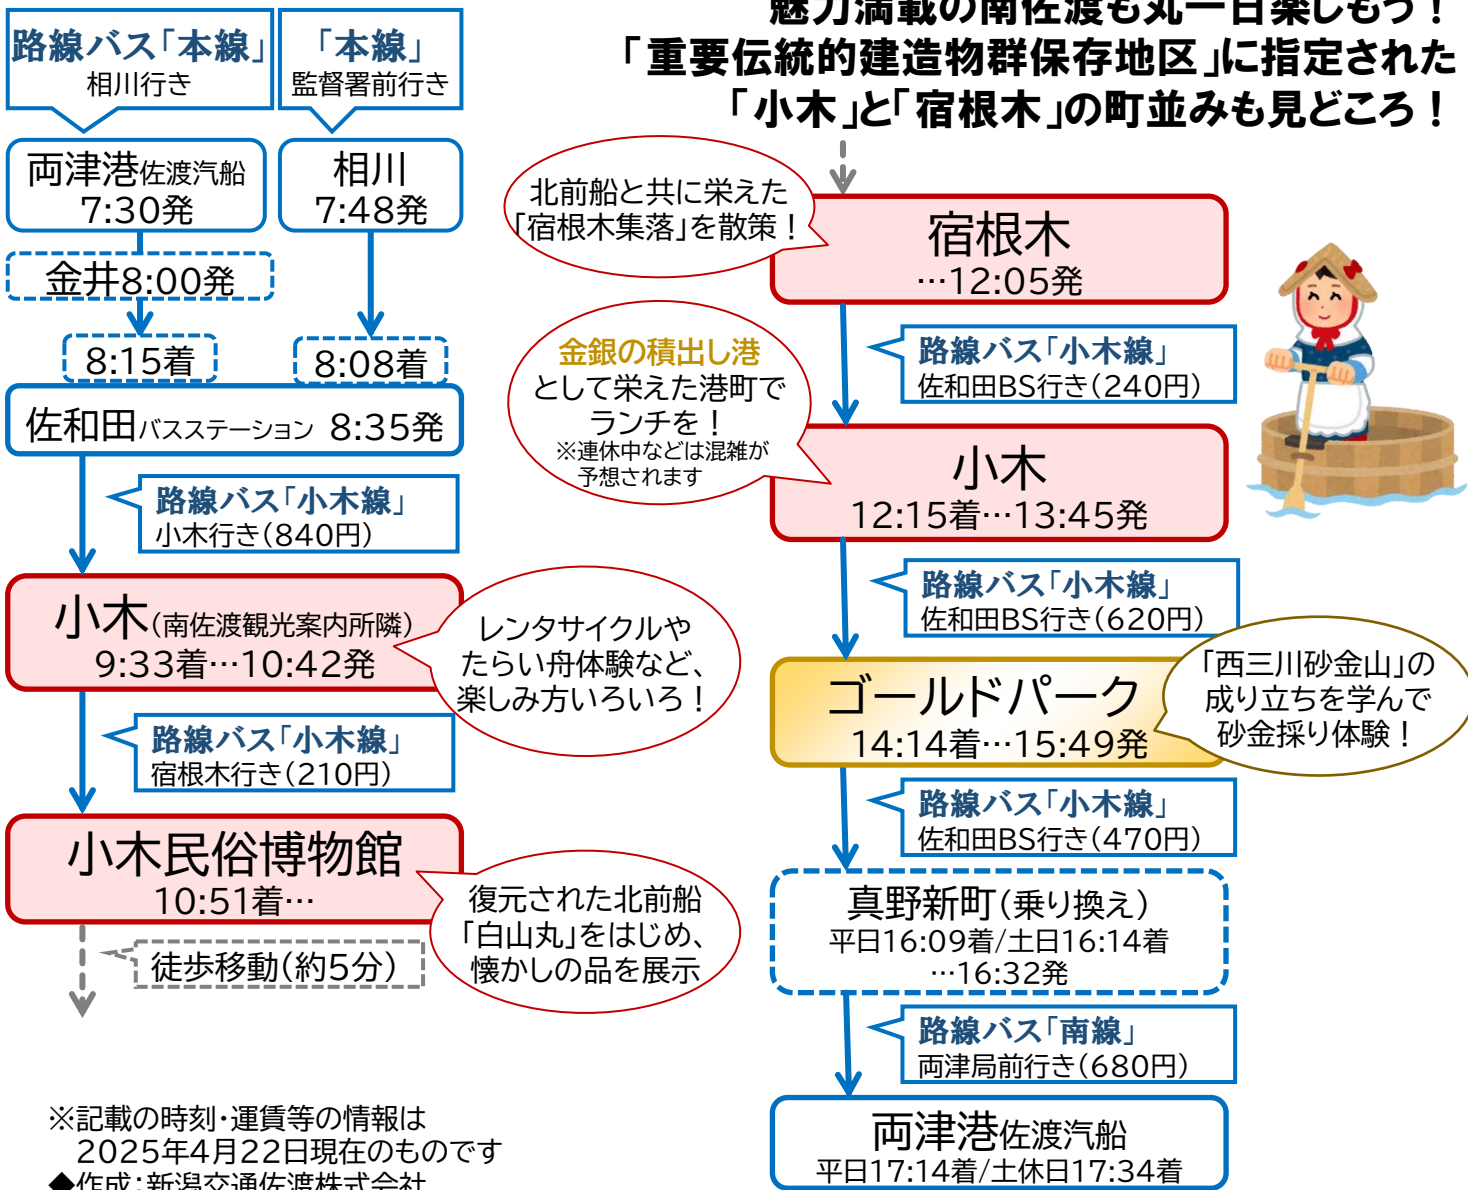 魅力満載の南佐渡も丸一日楽しもう！
「重要伝統的建造物群保存地区」に指定された
「小木」と「宿根木」の町並みも見どころ！
路線バス「本線」
相川行き
「本線」
監督署前行き
両津港佐渡汽船
7:30発
相川
7:48発
金井8:00発
8:15着
8:08着
佐和田バスステーション 8:35発
路線バス「小木線」
小木行き(840円)
小木(南佐渡観光案内所隣)
9:33着…10:42発
レンタサイクルや
たらい舟体験など、
楽しみ方いろいろ！
路線バス「小木線」
宿根木行き(210円)
小木民俗博物館
10:51着…
復元された北前船
「白山丸」をはじめ、
懐かしの品を展示
徒歩移動(約5分)
北前船と共に栄えた
「宿根木集落」を散策！
宿根木
…12:05発
路線バス「小木線」
佐和田BS行き(240円)
金銀の積出し港
として栄えた港町で
ランチを！
※連休中などは混雑が
予想されます
小木
12:15着…13:45発
路線バス「小木線」
佐和田BS行き(620円)
ゴールドパーク
14:14着…15:49発
「西三川砂金山」の
成り立ちを学んで
砂金採り体験！
路線バス「小木線」
佐和田BS行き(470円)
真野新町(乗り換え)
平日16:09着/土日16:14着
…16:32発
路線バス「南線」
両津局前行き(680円)
両津港佐渡汽船
平日17:14着/土休日17:34着
※記載の時刻・運賃等の情報は
2025年4月22日現在のものです
◆作成：新潟交通佐渡株式会社